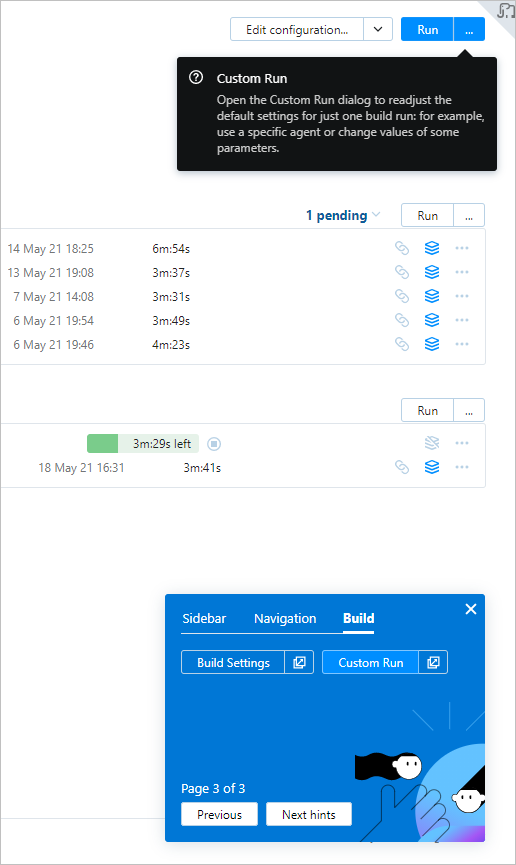 Edit configuration...
Run
...
Custom Run
Open the Custom Run dialog to readjust the
default settings for just one build run: for example,
use a specific agent or change values of some
parameters.
1 pending
Run
...
14 May 21 18:25 6m:54s
13 May 21 19:08 3m:37s
7 May 21 14:08 3m:31s
6 May 21 19:54 3m:49s
6 May 21 19:46 4m:23s
Run
...
3m:29s left
18 May 21 16:31 3m:41s
Sidebar Navigation Build
Build Settings Custom Run
Page 3 of 3
Previous Next hints